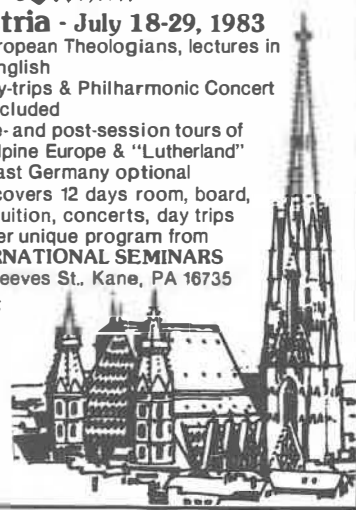 tria - July 18-29, 1983
ropean Theologians, lectures in
nglish
y-trips & Philharmonic Concert
cluded
e- and post-session tours of
lpine Europe & "Lutherland"
ast Germany optional
covers 12 days room, board,
uition, concerts, day trips
er unique program from
RNATIONAL SEMINARS
eeves St., Kane, PA 16735